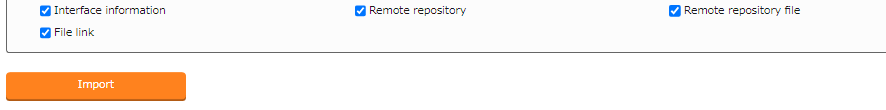 Interface information Remote repository Remote repository file
File link
Import